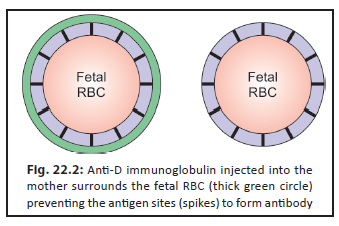 Fetal
RBC
Fetal
RBC
Fig. 22.2: Anti-D immunoglobulin injected into the
mother surrounds the fetal RBC (thick green circle)
preventing the antigen sites (spikes) to form antibody